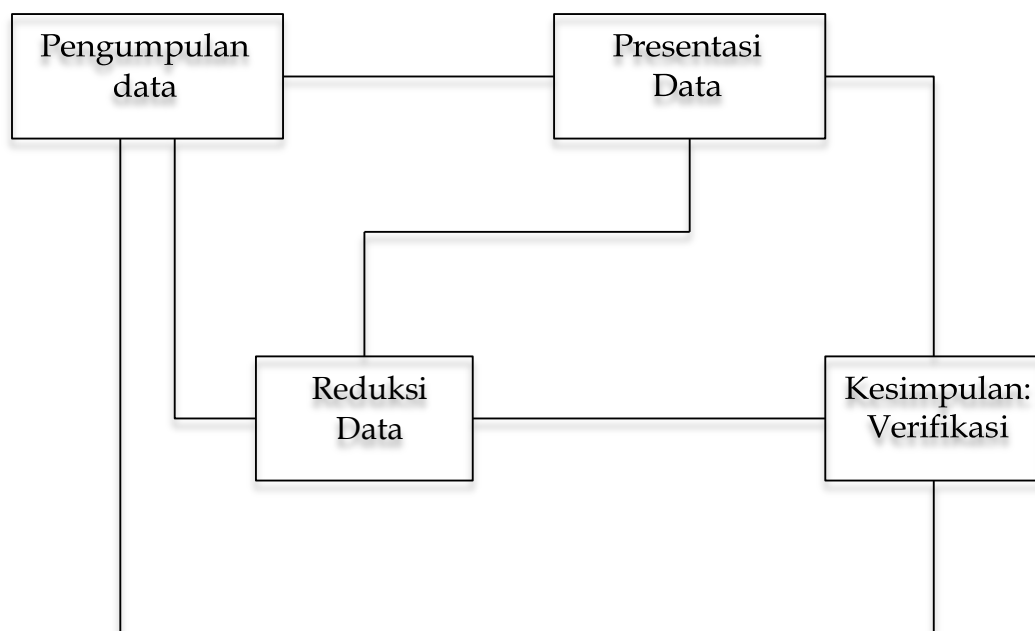 Pengumpulan
data
Presentasi
Data
Reduksi
Data
Kesimpulan:
Verifikasi